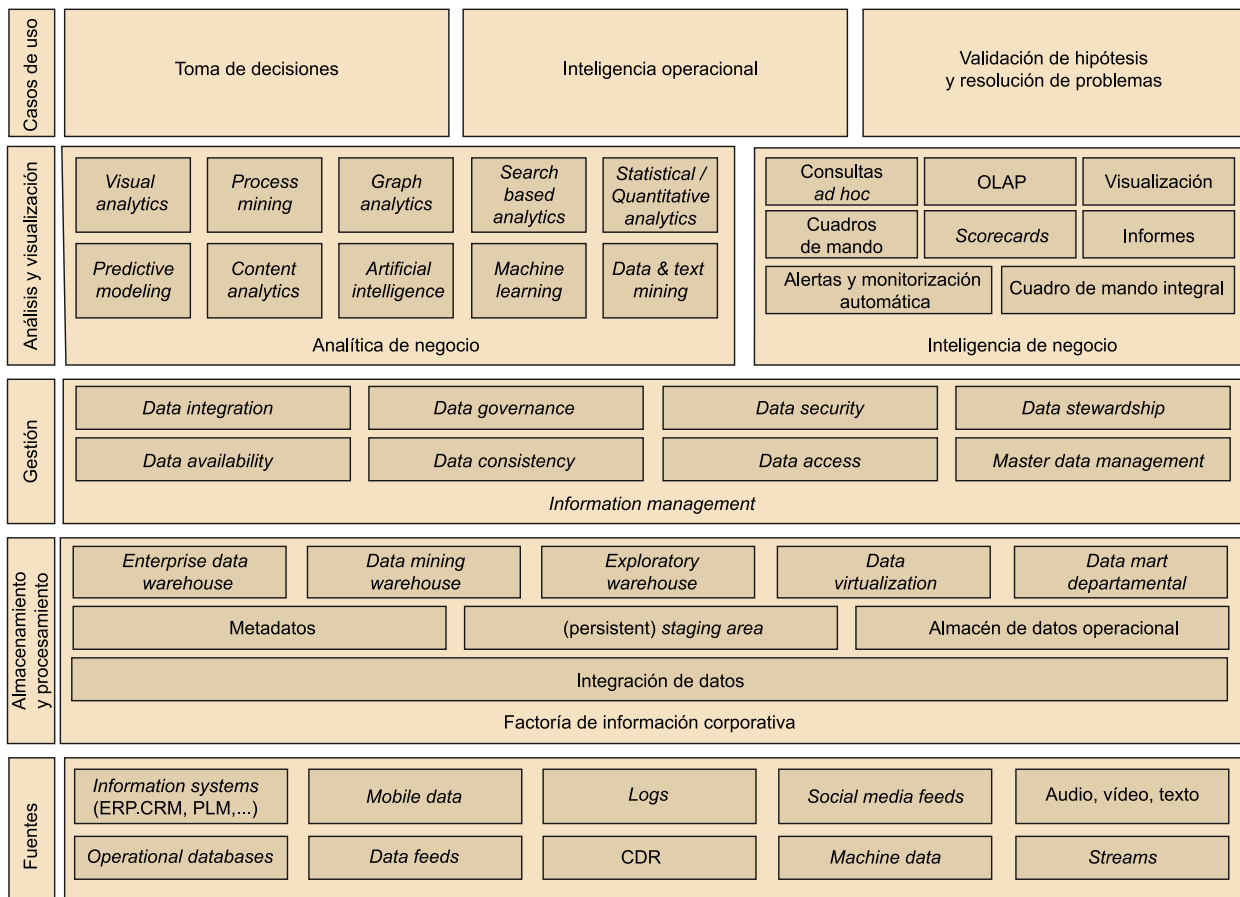 Casos de uso
Toma de decisiones
Inteligencia operacional
Validación de hipótesis
y resolución de problemas
Análisis y visualización
Visual
analytics
Process
mining
Graph
analytics
Search
based
analytics
Statistical /
Quantitative
analytics
Predictive
modeling
Content
analytics
Artificial
intelligence
Machine
learning
Data & text
mining
Analítica de negocio
Consultas
ad hoc
OLAP
Visualización
Cuadros
de mando
Scorecards
Informes
Alertas y monitorización
automática
Cuadro de mando integral
Inteligencia de negocio
Gestión
Data integration
Data governance
Data security
Data stewardship
Data availability
Data consistency
Data access
Master data management
Information management
Almacenamiento
y procesamiento
Enterprise data
warehouse
Data mining
warehouse
Exploratory
warehouse
Data
virtualization
Data mart
departamental
Metadatos
(persistent) staging area
Almacén de datos operacional
Integración de datos
Factoría de información corporativa
Fuentes
Information systems
(ERP.CRM, PLM,...)
Mobile data
Logs
Social media feeds
Audio, vídeo, texto
Operational databases
Data feeds
CDR
Machine data
Streams